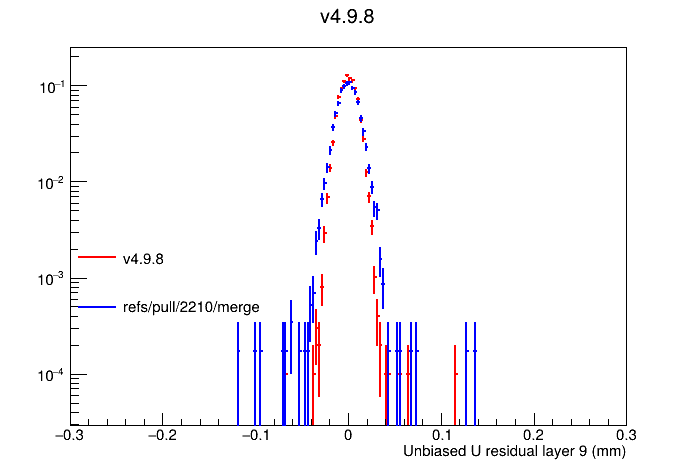 v4.9.8
10⁻¹
10⁻²
10⁻³
10⁻⁴
v4.9.8
refs/pull/2210/merge
−0.3 −0.2 −0.1 0 0.1 0.2 0.3
Unbiased U residual layer 9 (mm)